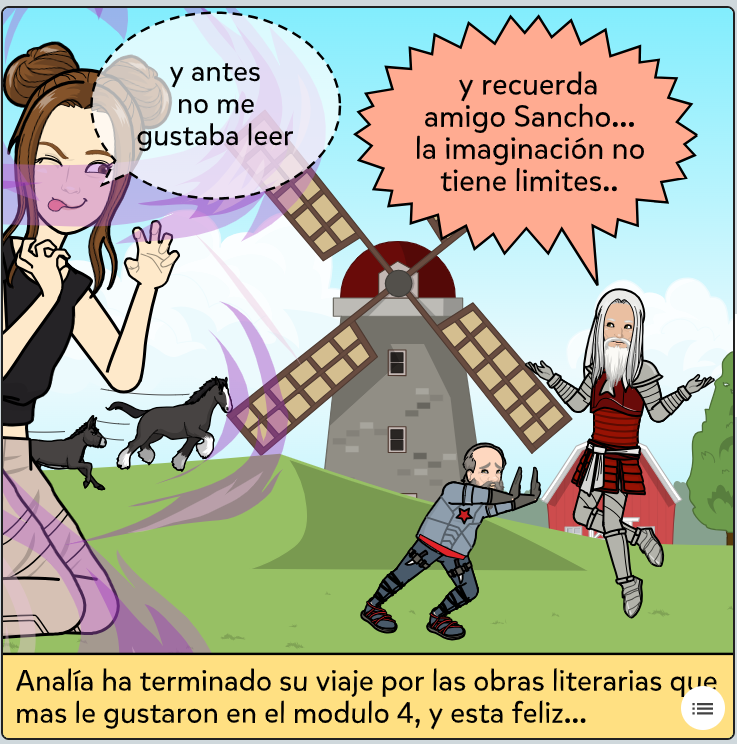 y antes
no me
gustaba leer
y recuerda
amigo Sancho...
la imaginación no
tiene limites..
Analía ha terminado su viaje por las obras literarias que
mas le gustaron en el modulo 4, y esta feliz...